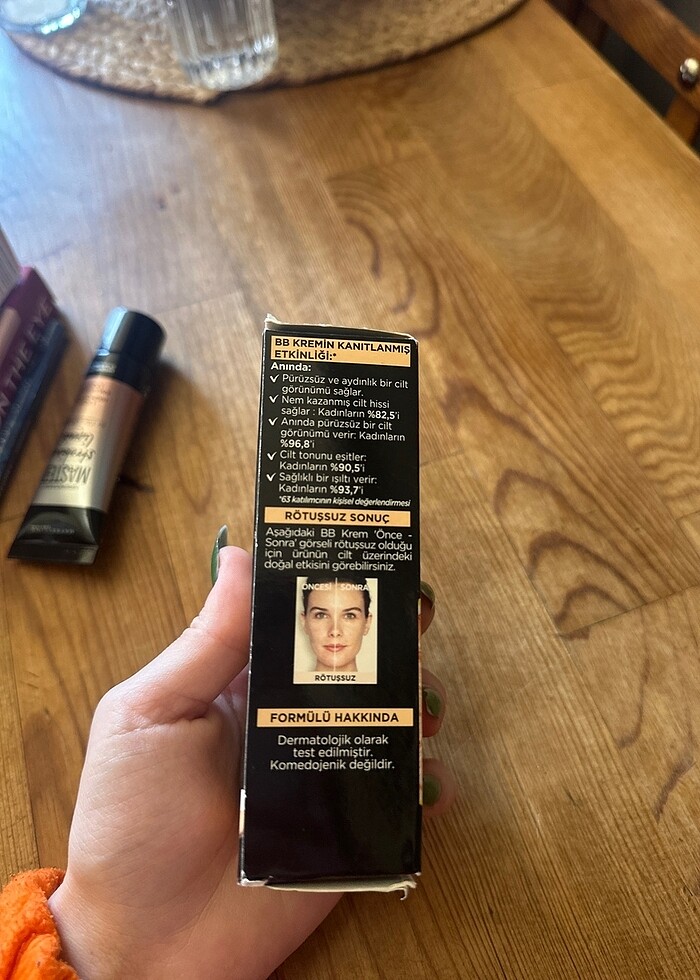 BB KREMİN KANITLANMIŞ
ETKİNLİĞİ:*
Anında:
✓ Pürüzsüz ve aydınlık bir cilt
görünümü sağlar.
✓ Nem kazanmış cilt hissi
sağlar : Kadınların %82,5'i
✓ Anında pürüzsüz bir cilt
görünümü verir: Kadınların
%96,8'i
✓ Cilt tonunu eşitler:
Kadınların %90,5'i
✓ Sağlıklı bir ışıltı verir:
Kadınların %93,7'i
*63 katılımcının kişisel değerlendirmesi
RÖTUŞSUZ SONUÇ
Aşağıdaki BB Krem 'Önce -
Sonra' görseli rötuşsuz olduğu
için ürünün cilt üzerindeki
doğal etkisini görebilirsiniz.
ÖNCESİ | SONRA
RÖTUŞSUZ
FORMÜLÜ HAKKINDA
Dermatolojik olarak
test edilmiştir.
Komedojenik değildir.
MASTER
N THE EYE